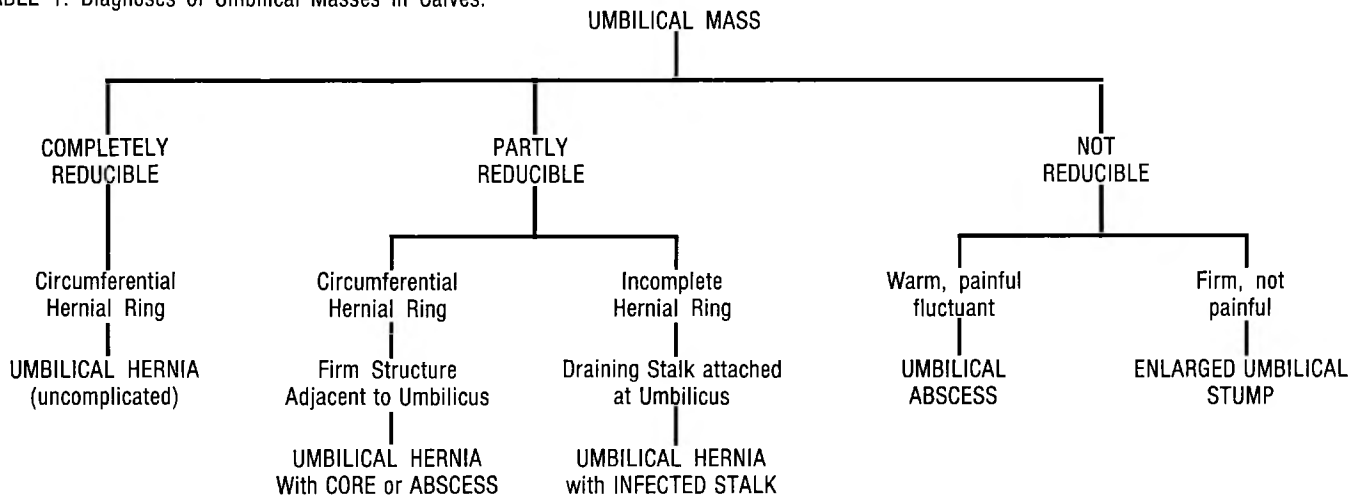 TABLE 1. Diagnoses of Umbilical Masses in Calves.
UMBILICAL MASS
COMPLETELY
REDUCIBLE
PARTLY
REDUCIBLE
NOT
REDUCIBLE
Circumferential
Hernial Ring
Circumferential
Hernial Ring
Incomplete
Hernial Ring
Warm, painful
fluctuant
Firm, not
painful
UMBILICAL HERNIA
(uncomplicated)
Firm Structure
Adjacent to Umbilicus
Draining Stalk attached
at Umbilicus
UMBILICAL
ABSCESS
ENLARGED UMBILICAL
STUMP
UMBILICAL HERNIA
With CORE or ABSCESS
UMBILICAL HERNIA
with INFECTED STALK